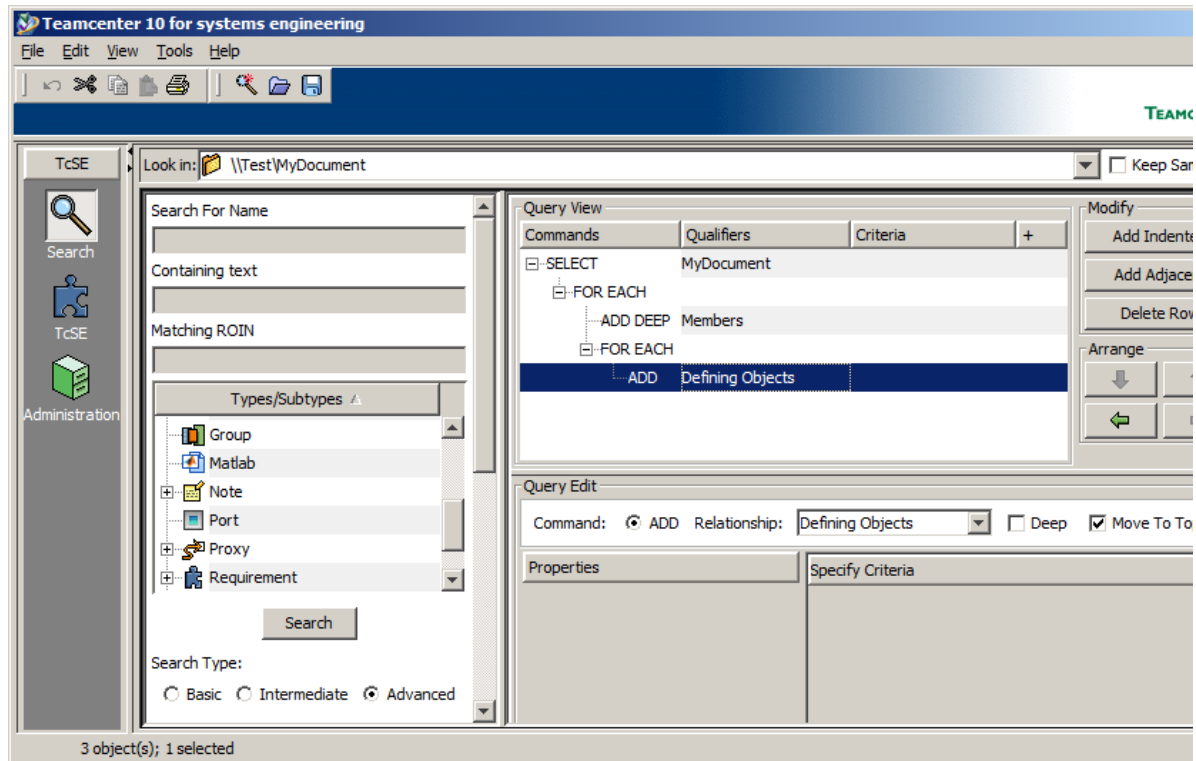 Teamcenter 10 for systems engineering
File Edit View Tools Help
TEAMC
TcSE
Look in: \\Test\MyDocument
Keep Sar
Search
TcSE
Administration
Search For Name
Containing text
Matching ROIN
Types/Subtypes
Group
Matlab
Note
Port
Proxy
Requirement
Search
Search Type:
Basic Intermediate Advanced
Query View
Commands Qualifiers Criteria +
SELECT MyDocument
FOR EACH
ADD DEEP Members
FOR EACH
ADD Defining Objects
Modify
Add Indente
Add Adjace
Delete Row
Arrange
Query Edit
Command: ADD Relationship: Defining Objects Deep Move To To
Properties Specify Criteria
3 object(s); 1 selected